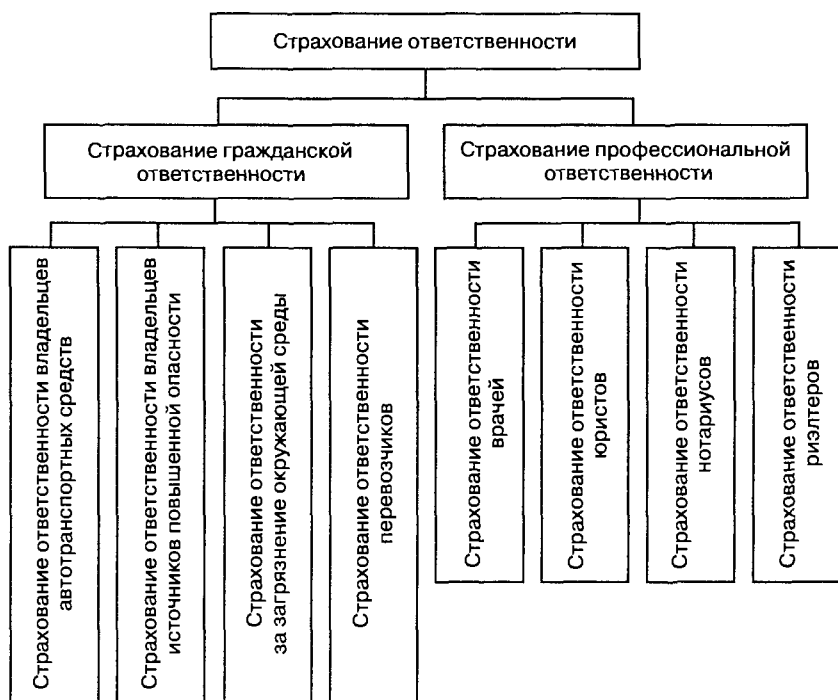 Страхование ответственности
Страхование гражданской
ответственности
Страхование профессиональной
ответственности
Страхование ответственности владельцев
автотранспортных средств
Страхование ответственности владельцев
источников повышенной опасности
Страхование ответственности
за загрязнение окружающей среды
Страхование ответственности
перевозчиков
Страхование ответственности
врачей
Страхование ответственности
юристов
Страхование ответственности
нотариусов
Страхование ответственности
риэлтеров